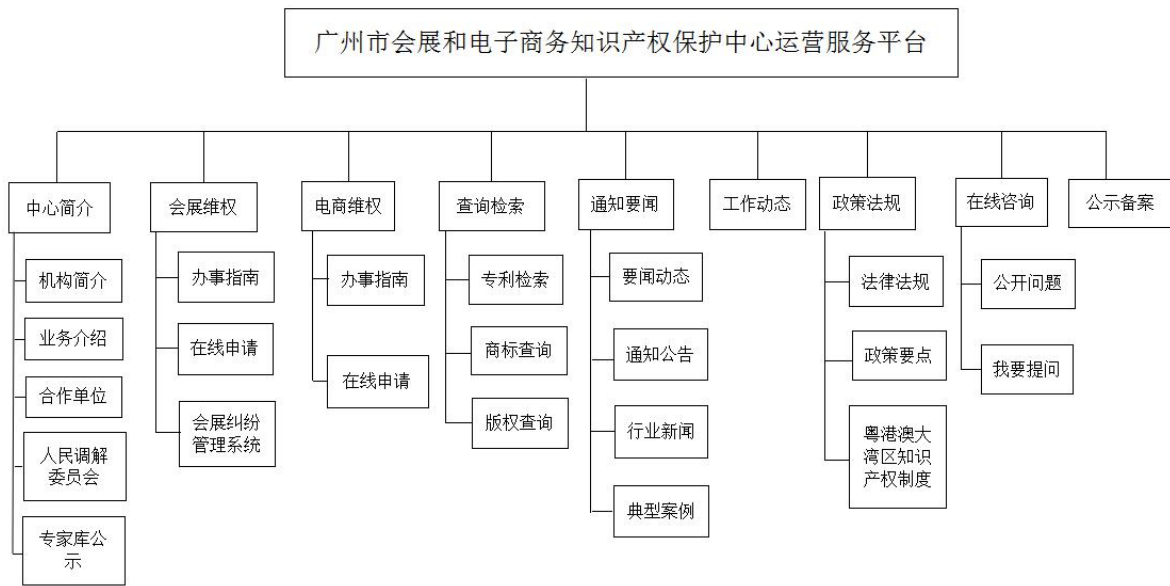 广州市会展和电子商务知识产权保护中心运营服务平台
中心简介
会展维权
电商维权
查询检索
通知要闻
工作动态
政策法规
在线咨询
公示备案
机构简介
业务介绍
合作单位
人民调解
委员会
专家库公
示
办事指南
在线申请
会展纠纷
管理系统
办事指南
在线申请
专利检索
商标查询
版权查询
要闻动态
通知公告
行业新闻
典型案例
法律法规
政策要点
粤港澳大
湾区知识
产权制度
公开问题
我要提问